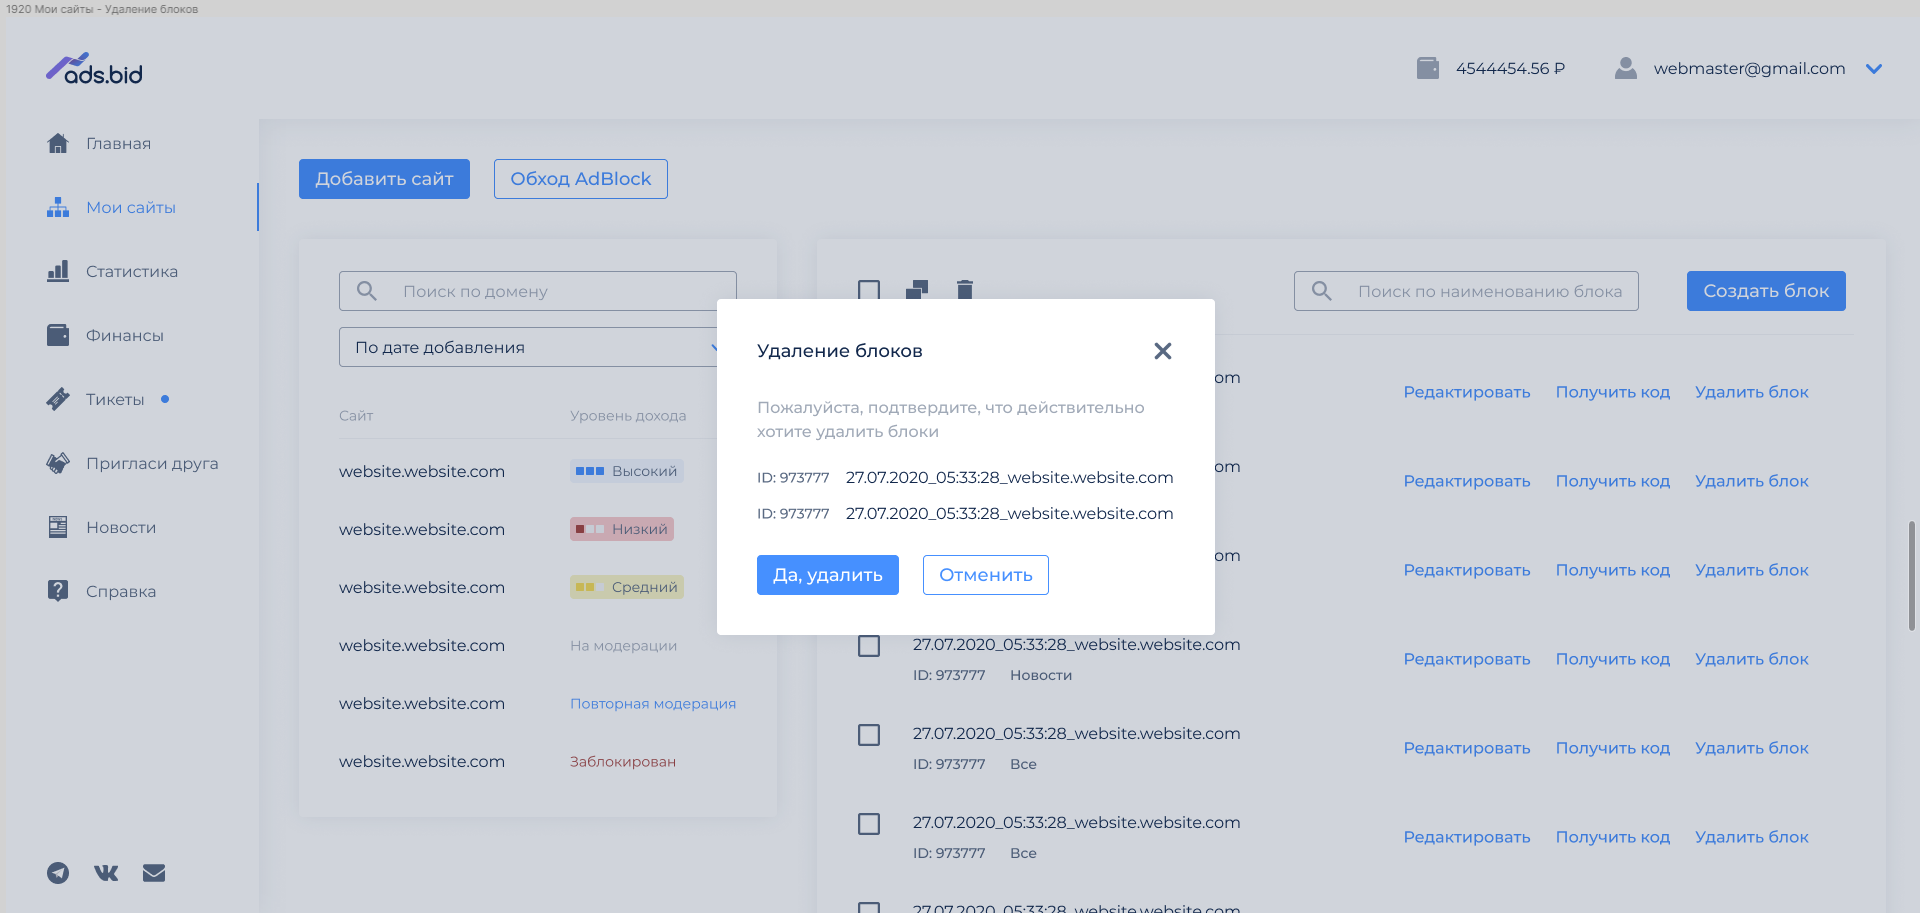 1920 Мои сайты - Удаление блоков
ads.bid
4544454.56 ₽
webmaster@gmail.com
Главная
Мои сайты
Статистика
Финансы
Тикеты
Пригласи друга
Новости
Справка
Добавить сайт
Обход AdBlock
Поиск по домену
По дате добавления
Сайт
Уровень дохода
website.website.com
Высокий
website.website.com
Низкий
website.website.com
Средний
website.website.com
На модерации
website.website.com
Повторная модерация
website.website.com
Заблокирован
Поиск по наименованию блока
Создать блок
om
Редактировать
Получить код
Удалить блок
om
Редактировать
Получить код
Удалить блок
om
Редактировать
Получить код
Удалить блок
27.07.2020_05:33:28_website.website.com
ID: 973777
Новости
Редактировать
Получить код
Удалить блок
27.07.2020_05:33:28_website.website.com
ID: 973777
Все
Редактировать
Получить код
Удалить блок
27.07.2020_05:33:28_website.website.com
ID: 973777
Все
Редактировать
Получить код
Удалить блок
27.07.2020_05:33:28_website.website.com
Удаление блоков
Пожалуйста, подтвердите, что действительно
хотите удалить блоки
ID: 973777 27.07.2020_05:33:28_website.website.com
ID: 973777 27.07.2020_05:33:28_website.website.com
Да, удалить
Отменить